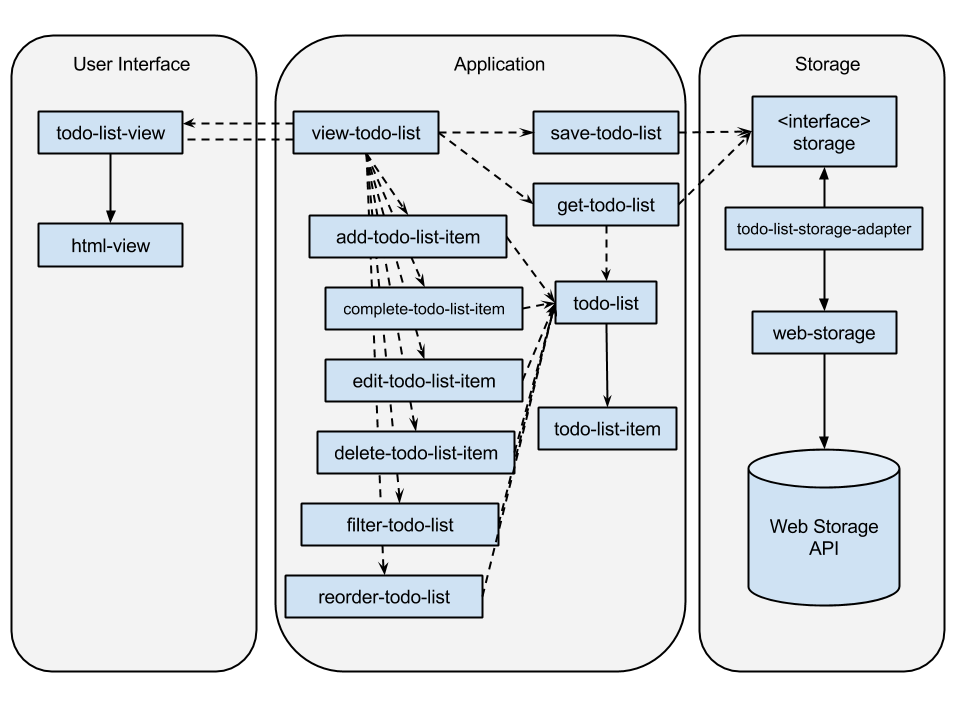 User Interface
todo-list-view
html-view
Application
view-todo-list
save-todo-list
get-todo-list
add-todo-list-item
complete-todo-list-item
todo-list
edit-todo-list-item
todo-list-item
delete-todo-list-item
filter-todo-list
reorder-todo-list
Storage
<interface>
storage
todo-list-storage-adapter
web-storage
Web Storage
API